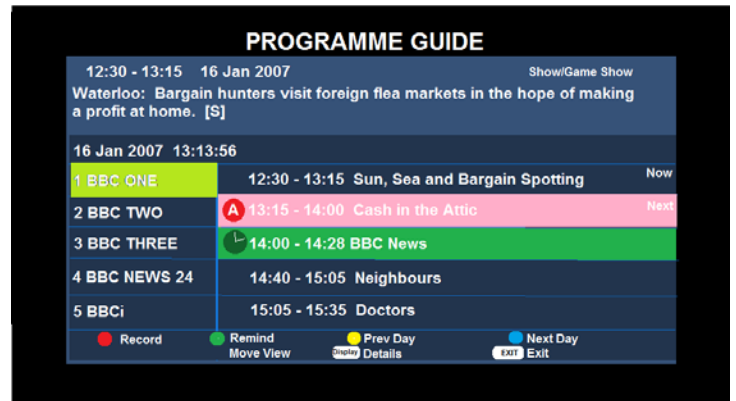 PROGRAMME GUIDE
12:30 - 13:15 16 Jan 2007 Show/Game Show
Waterloo: Bargain hunters visit foreign flea markets in the hope of making
a profit at home. [S]
16 Jan 2007 13:13:56
1 BBC ONE 12:30 - 13:15 Sun, Sea and Bargain Spotting Now
2 BBC TWO A 13:15 - 14:00 Cash in the Attic Next
3 BBC THREE 14:00 - 14:28 BBC News
4 BBC NEWS 24 14:40 - 15:05 Neighbours
5 BBCi 15:05 - 15:35 Doctors
Record Remind Prev Day Next Day
Move View Display Details EXIT Exit